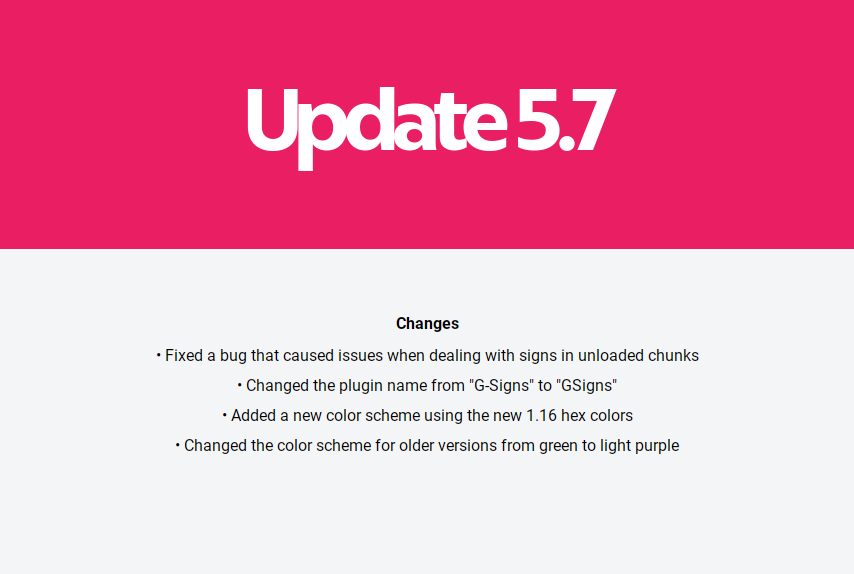 Update 5.7
Changes
• Fixed a bug that caused issues when dealing with signs in unloaded chunks
• Changed the plugin name from "G-Signs" to "GSigns"
• Added a new color scheme using the new 1.16 hex colors
• Changed the color scheme for older versions from green to light purple